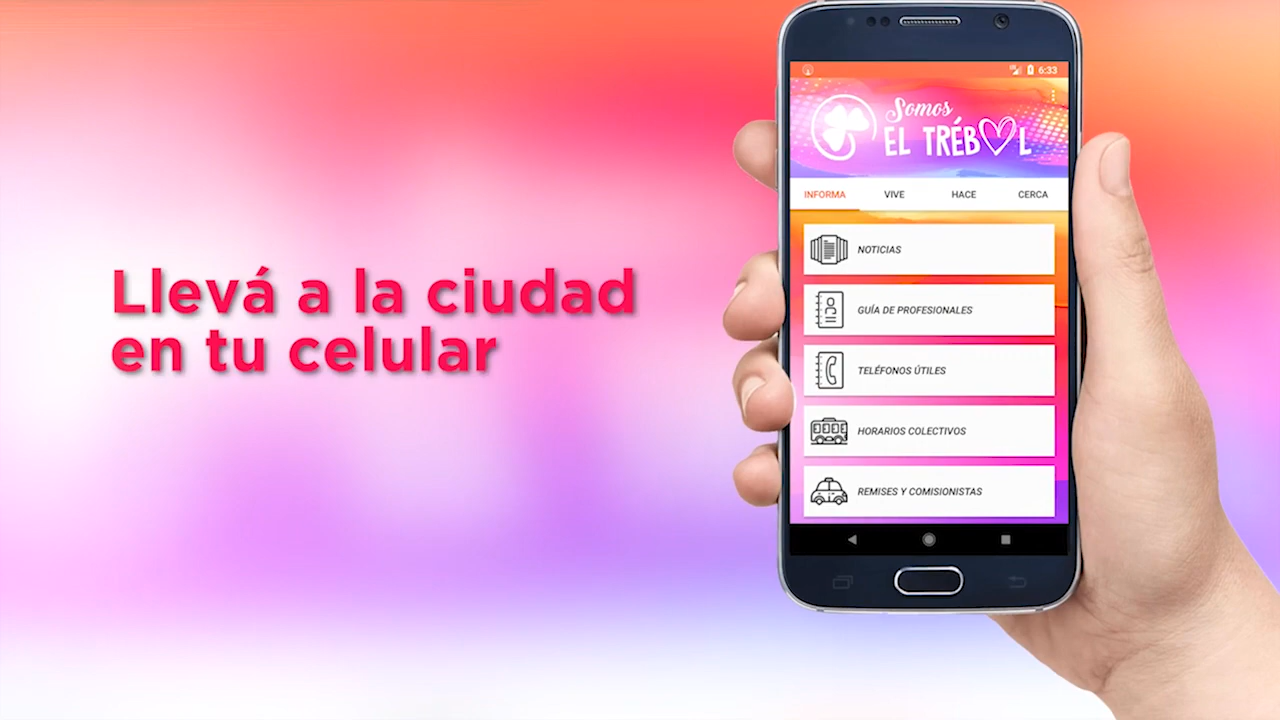 Llevá a la ciudad
en tu celular
6:33
Somos
EL TRÉBOL
INFORMA VIVE HACE CERCA
NOTICIAS
GUÍA DE PROFESIONALES
TELÉFONOS ÚTILES
HORARIOS COLECTIVOS
REMISES Y COMISIONISTAS